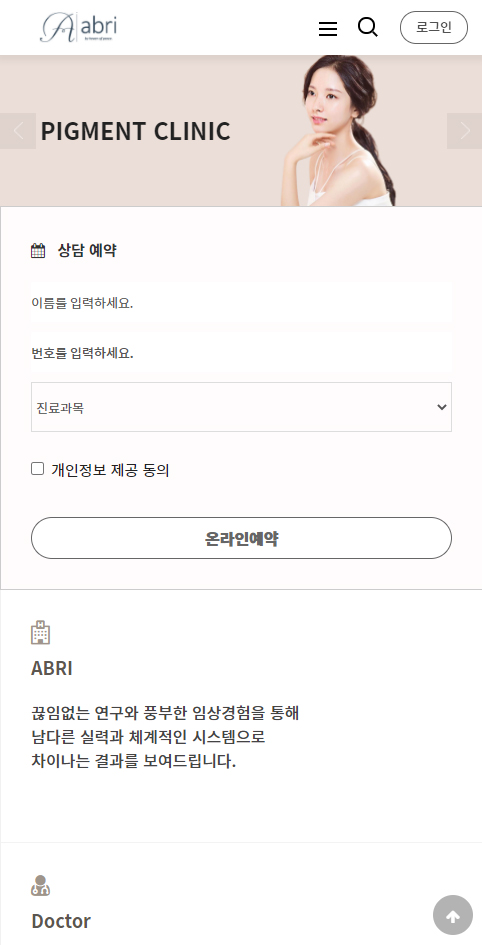 abri
로그인
PIGMENT CLINIC
상담 예약
이름를 입력하세요.
번호를 입력하세요.
진료과목
개인정보 제공 동의
온라인예약
ABRI
끊임없는 연구와 풍부한 임상경험을 통해
남다른 실력과 체계적인 시스템으로
차이나는 결과를 보여드립니다.
Doctor